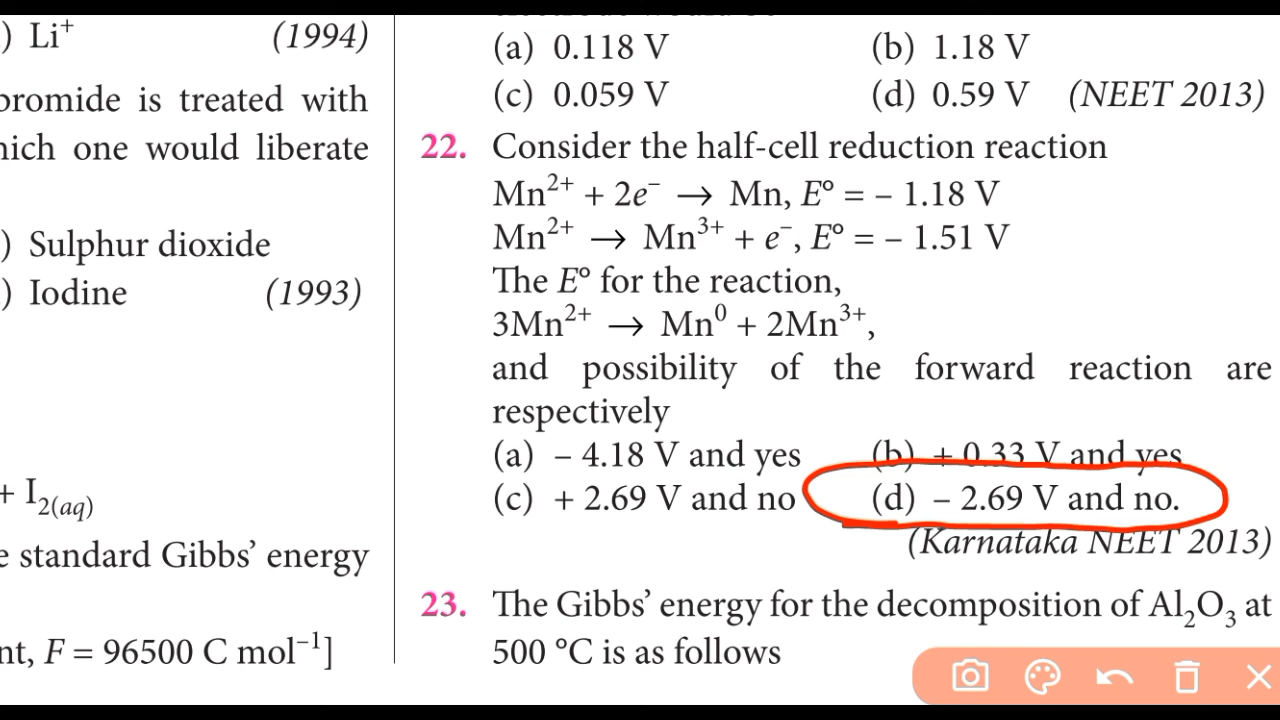 ) Li⁺ (1994)
bromide is treated with
hich one would liberate
) Sulphur dioxide
) Iodine (1993)
+ I₂(aq)
e standard Gibbs’ energy
nt, F = 96500 C mol⁻¹]
(a) 0.118 V (b) 1.18 V
(c) 0.059 V (d) 0.59 V (NEET 2013)
22. Consider the half-cell reduction reaction
Mn²⁺ + 2e⁻ → Mn, E° = – 1.18 V
Mn²⁺ → Mn³⁺ + e⁻, E° = – 1.51 V
The E° for the reaction,
3Mn²⁺ → Mn⁰ + 2Mn³⁺,
and possibility of the forward reaction are
respectively
(a) – 4.18 V and yes (b) + 0.33 V and yes
(c) + 2.69 V and no (d) – 2.69 V and no.
(Karnataka NEET 2013)
23. The Gibbs’ energy for the decomposition of Al₂O₃ at
500 °C is as follows